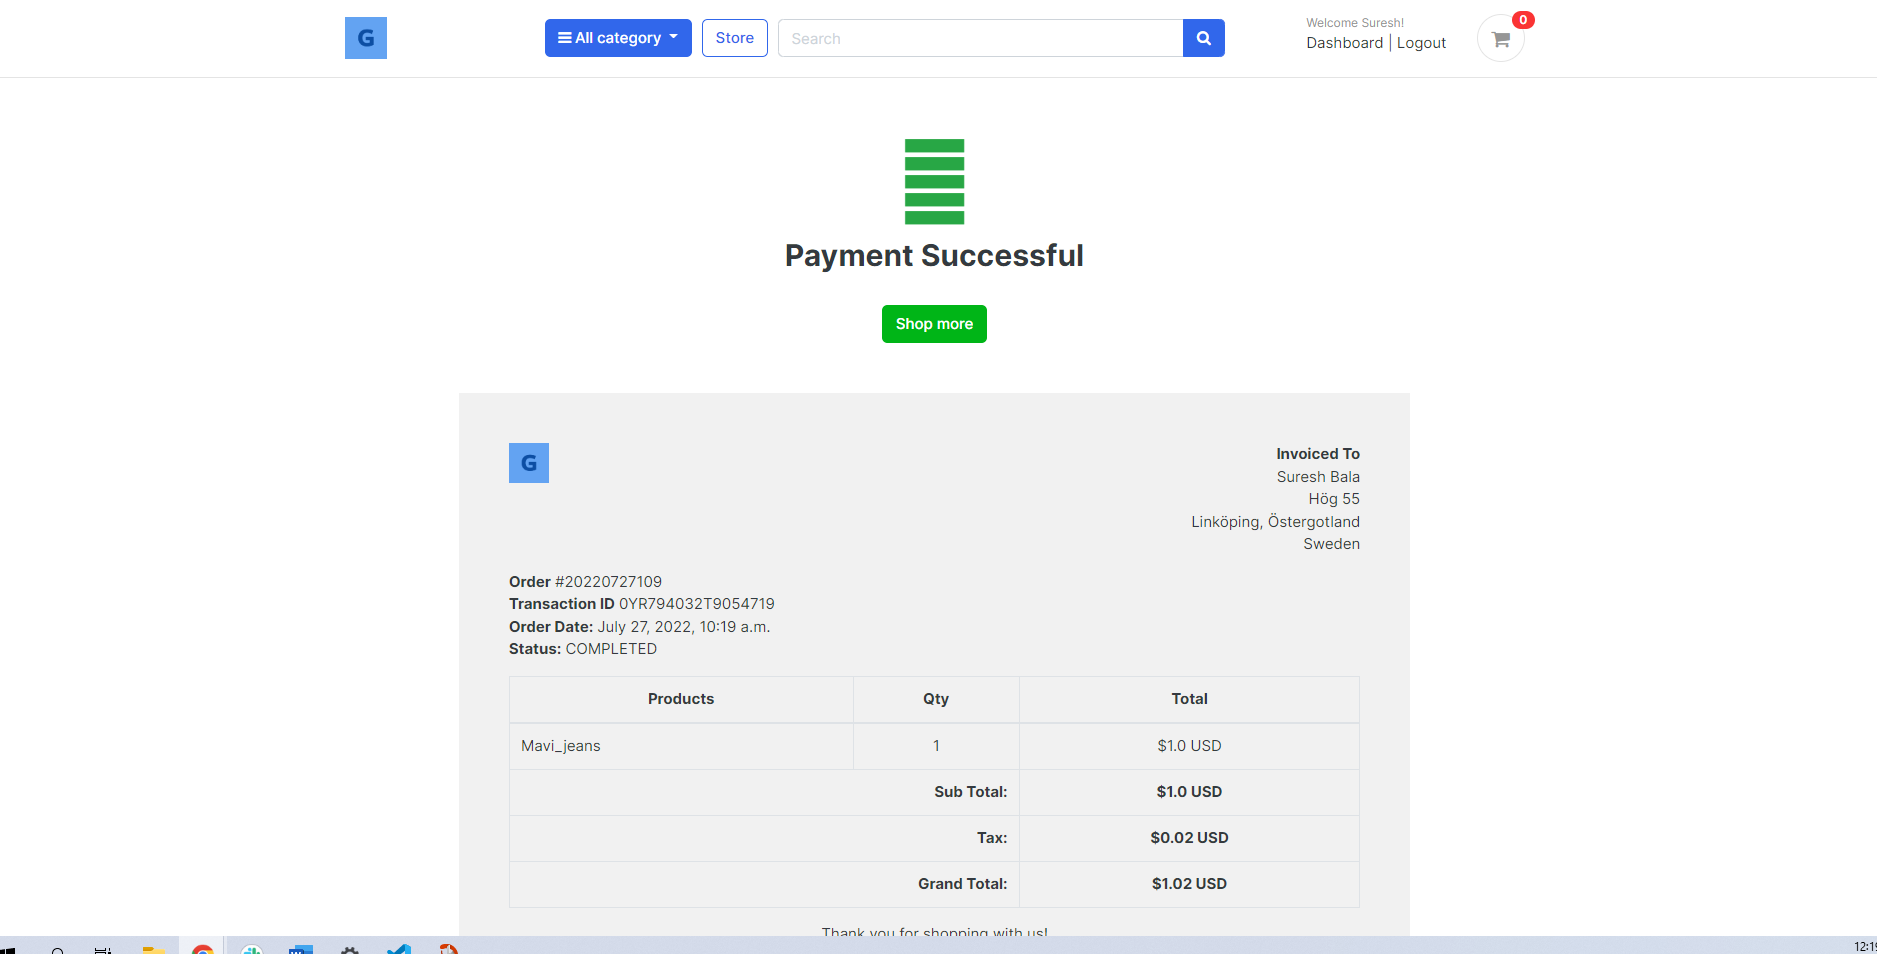 G
All category
Store
Search
Welcome Suresh!
Dashboard | Logout
0
Payment Successful
Shop more
G
Invoiced To
Suresh Bala
Hög 55
Linköping, Östergotland
Sweden
Order #20220727109
Transaction ID 0YR794032T9054719
Order Date: July 27, 2022, 10:19 a.m.
Status: COMPLETED
Products Qty Total
Mavi_jeans 1 $1.0 USD
Sub Total: $1.0 USD
Tax: $0.02 USD
Grand Total: $1.02 USD
Thank you for shopping with us!
12:19